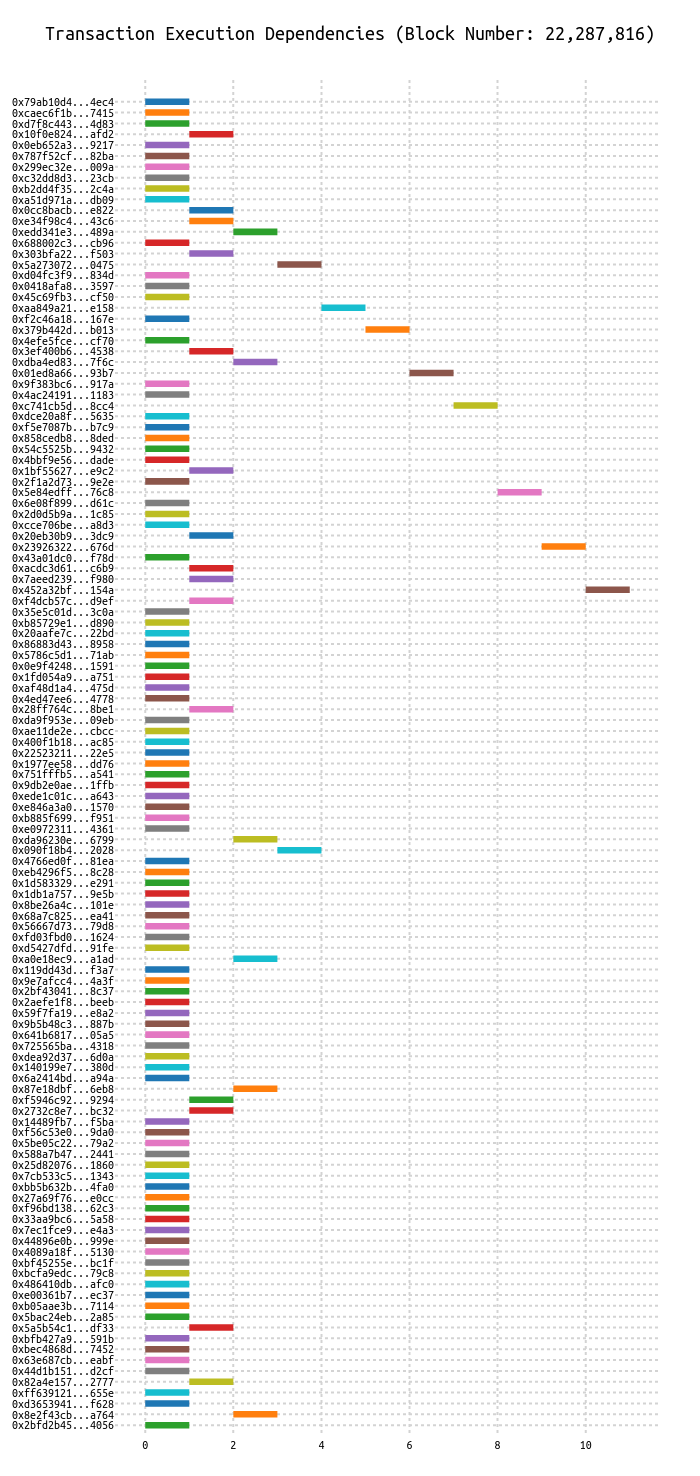 Transaction Execution Dependencies (Block Number: 22,287,816)
0x79ab10d4...4ec4
0xcaec6f1b...7415
0xd7f8c443...4d83
0x10f0e824...afd2
0x0eb652a3...9217
0x787f52cf...82ba
0x299ec32e...009a
0xc32dd8d3...23cb
0xb2dd4f35...2c4a
0xa51d971a...db09
0x0cc8bacb...e822
0xe34f98c4...43c6
0xedd341e3...489a
0x688002c3...cb96
0x303bfa22...f503
0x5a273072...0475
0xd04fc3f9...834d
0x0418afa8...3597
0x45c69fb3...cf50
0xaa849a21...e158
0xf2c46a18...167e
0x379b442d...b013
0x4efe5fce...cf70
0x3ef400b6...4538
0xdba4ed83...7f6c
0x01ed8a66...93b7
0x9f383bc6...917a
0x4ac24191...1183
0xc741cb5d...8cc4
0xdce20a8f...5635
0xf5e7087b...b7c9
0x858cedb8...8ded
0x54c5525b...9432
0x4bbf9e56...dade
0x1bf55627...e9c2
0x2f1a2d73...9e2e
0x5e84edff...76c8
0x6e08f899...d61c
0x2d0d5b9a...1c85
0xcce706be...a8d3
0x20eb30b9...3dc9
0x23926322...676d
0x43a01dc0...f78d
0xacdc3d61...c6b9
0x7aeed239...f980
0x452a32bf...154a
0xf4dcb57c...d9ef
0x35e5c01d...3c0a
0xb85729e1...d890
0x20aafe7c...22bd
0x86883d43...8958
0x5786c5d1...71ab
0x0e9f4248...1591
0x1fd054a9...a751
0xaf48d1a4...475d
0x4ed47ee6...4778
0x28ff764c...8be1
0xda9f953e...09eb
0xae11de2e...cbcc
0x400f1b18...ac85
0x22523211...22e5
0x1977ee58...dd76
0x751fffb5...a541
0x9db2e0ae...1ffb
0xede1c01c...a643
0xe846a3a0...1570
0xb885f699...f951
0xe0972311...4361
0xda96230e...6799
0x090f18b4...2028
0x4766ed0f...81ea
0xeb4296f5...8c28
0x1d583329...e291
0x1db1a757...9e5b
0x8be26a4c...101e
0x68a7c825...ea41
0x56667d73...79d8
0xfd03fbd0...1624
0xd5427dfd...91fe
0xa0e18ec9...a1ad
0x119dd43d...f3a7
0x9e7afcc4...4a3f
0x2bf43041...8c37
0x2aefe1f8...beeb
0x59f7fa19...e8a2
0x9b5b48c3...887b
0x641b6817...05a5
0x725565ba...4318
0xdea92d37...6d0a
0x140199e7...380d
0x6a2414bd...a94a
0x87e18dbf...6eb8
0xf5946c92...9294
0x2732c8e7...bc32
0x14489fb7...f5ba
0xf56c53e0...9da0
0x5be05c22...79a2
0x588a7b47...2441
0x25d82076...1860
0x7cb533c5...1343
0xbb5b632b...4fa0
0x27a69f76...e0cc
0xf96bd138...62c3
0x33aa9bc6...5a58
0x7ec1fce9...e4a3
0x44896e0b...999e
0x4089a18f...5130
0xbf45255e...bc1f
0xbcfa9edc...79c8
0x486410db...afc0
0xe00361b7...ec37
0xb05aae3b...7114
0x5bac24eb...2a85
0x5a5b54c1...df33
0xbfb427a9...591b
0xbec4868d...7452
0x63e687cb...eabf
0x44d1b151...d2cf
0x82a4e157...2777
0xff639121...655e
0xd3653941...f628
0x8e2f43cb...a764
0x2bfd2b45...4056
0 2 4 6 8 10